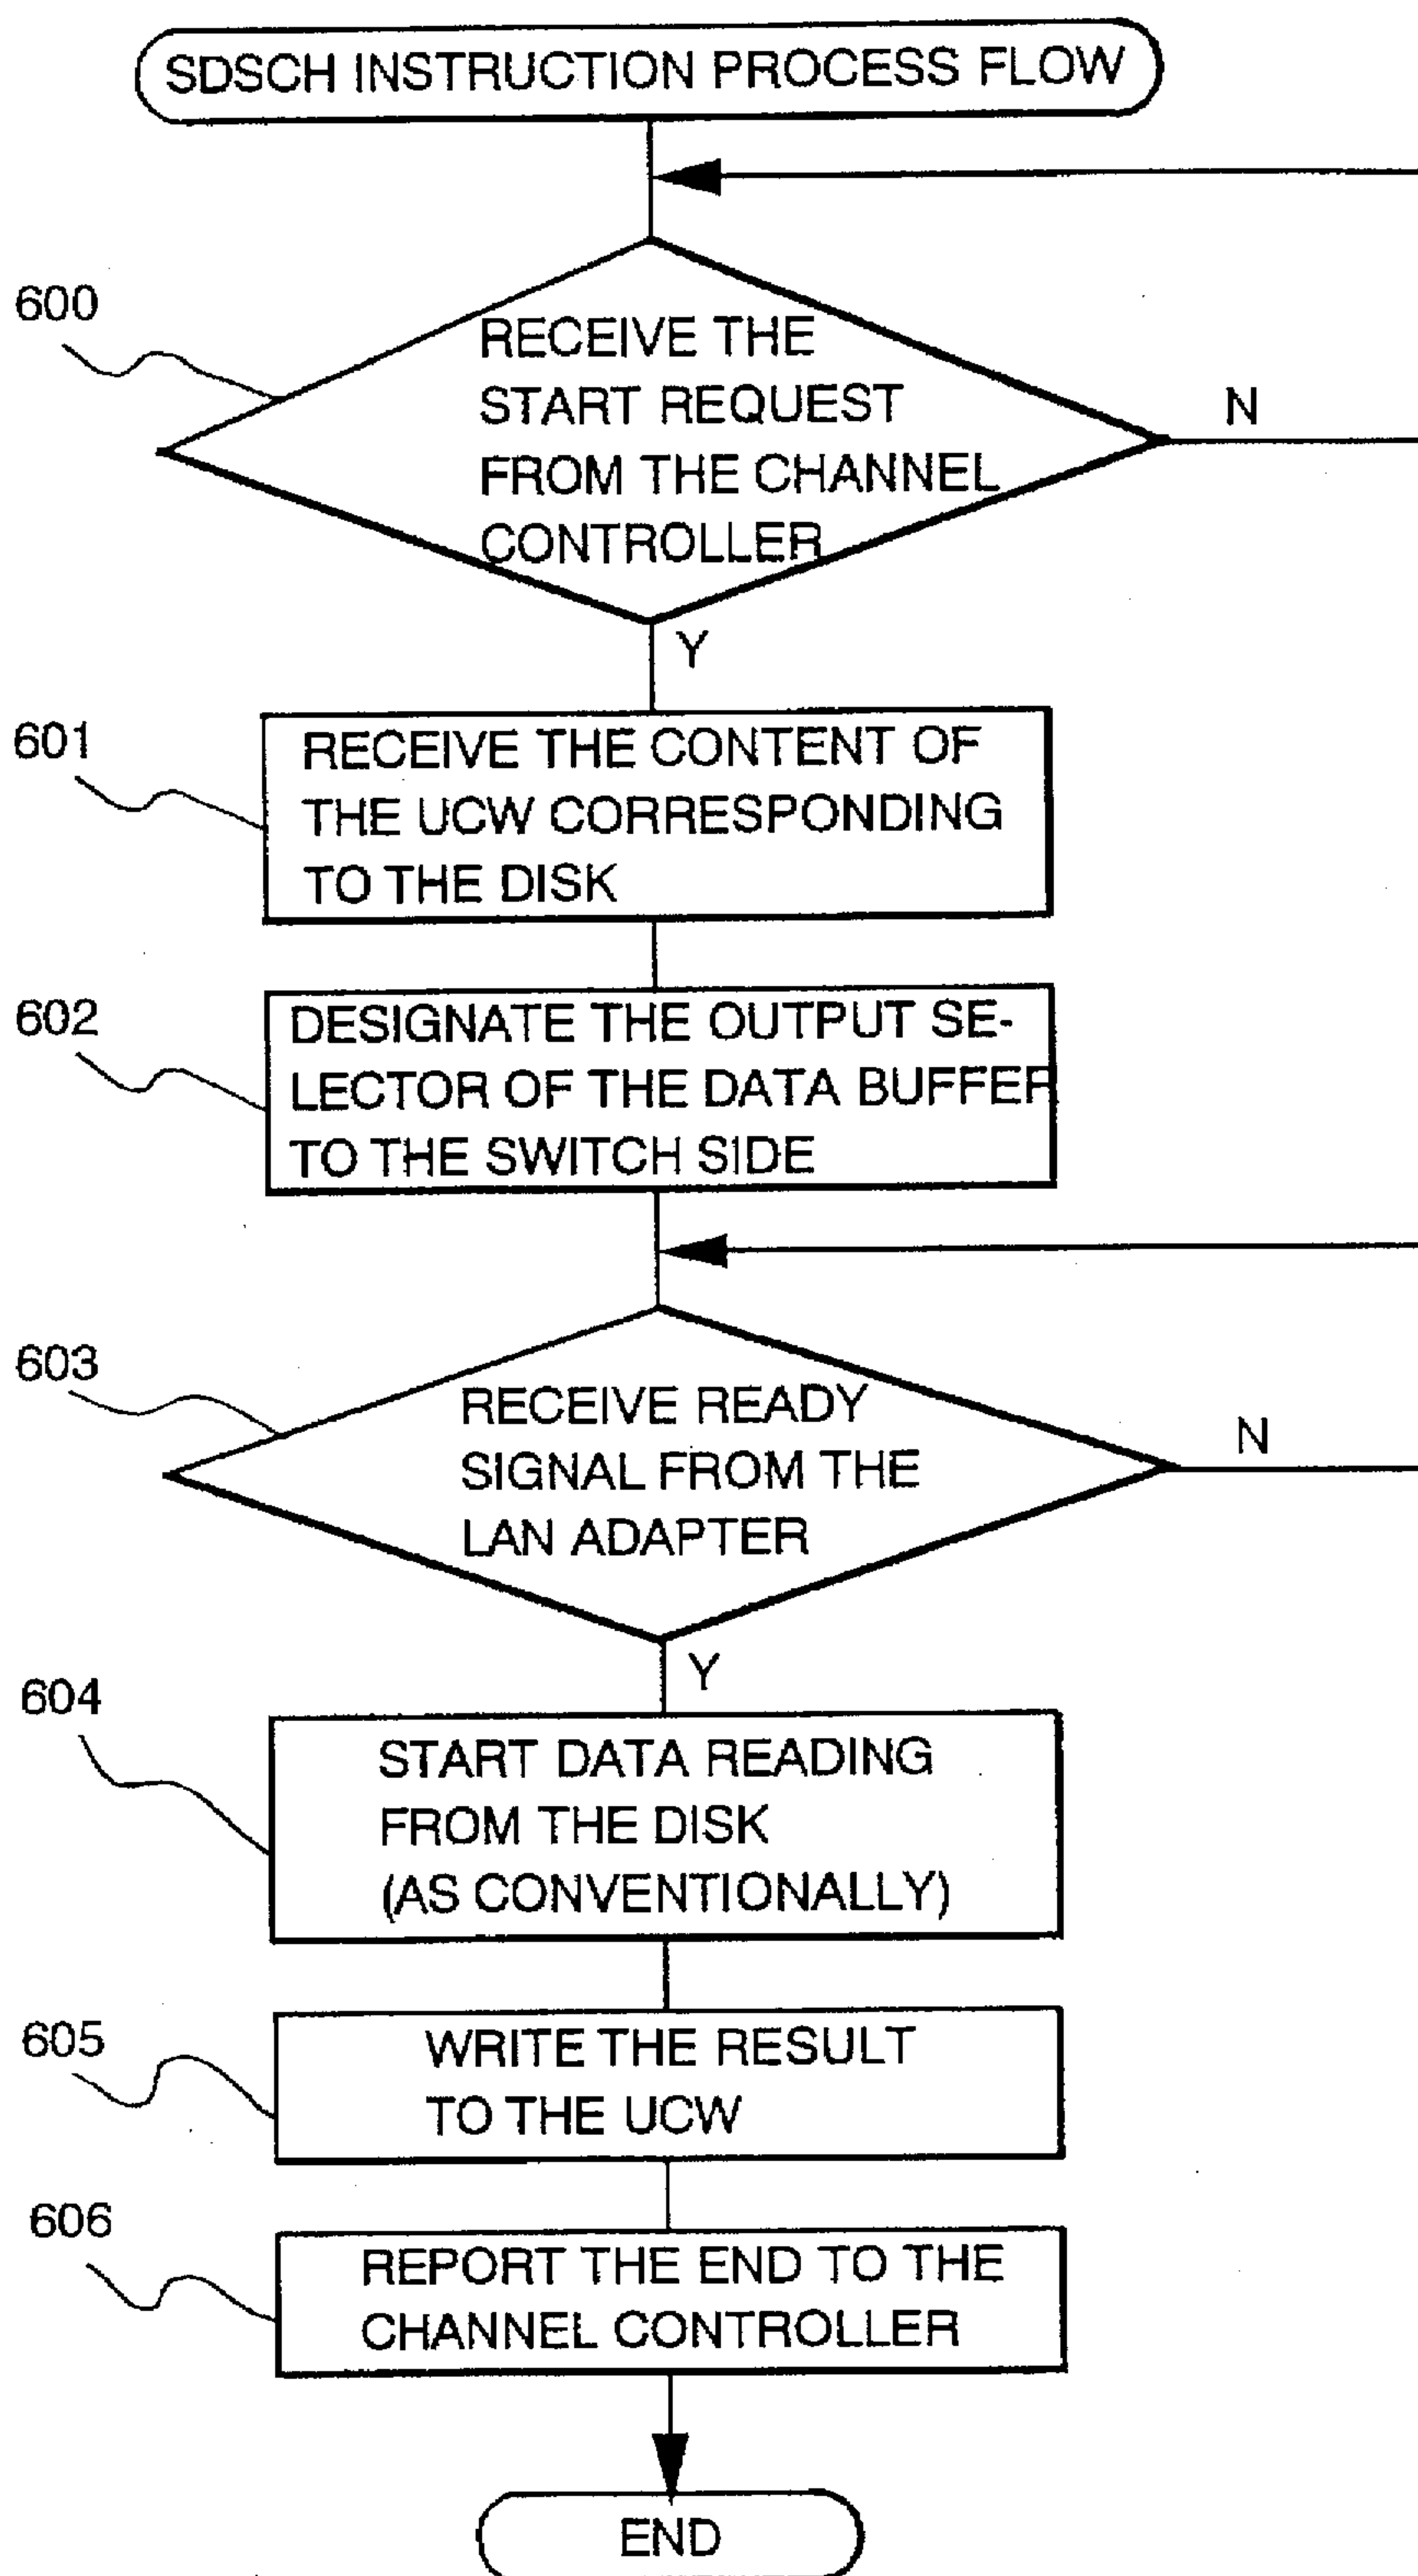 SDSCH INSTRUCTION PROCESS FLOW
600
RECEIVE THE
START REQUEST
FROM THE CHANNEL
CONTROLLER
N
Y
601
RECEIVE THE CONTENT OF
THE UCW CORRESPONDING
TO THE DISK
602
DESIGNATE THE OUTPUT SE-
LECTOR OF THE DATA BUFFER
TO THE SWITCH SIDE
603
RECEIVE READY
SIGNAL FROM THE
LAN ADAPTER
N
Y
604
START DATA READING
FROM THE DISK
(AS CONVENTIONALLY)
605
WRITE THE RESULT
TO THE UCW
606
REPORT THE END TO THE
CHANNEL CONTROLLER
END